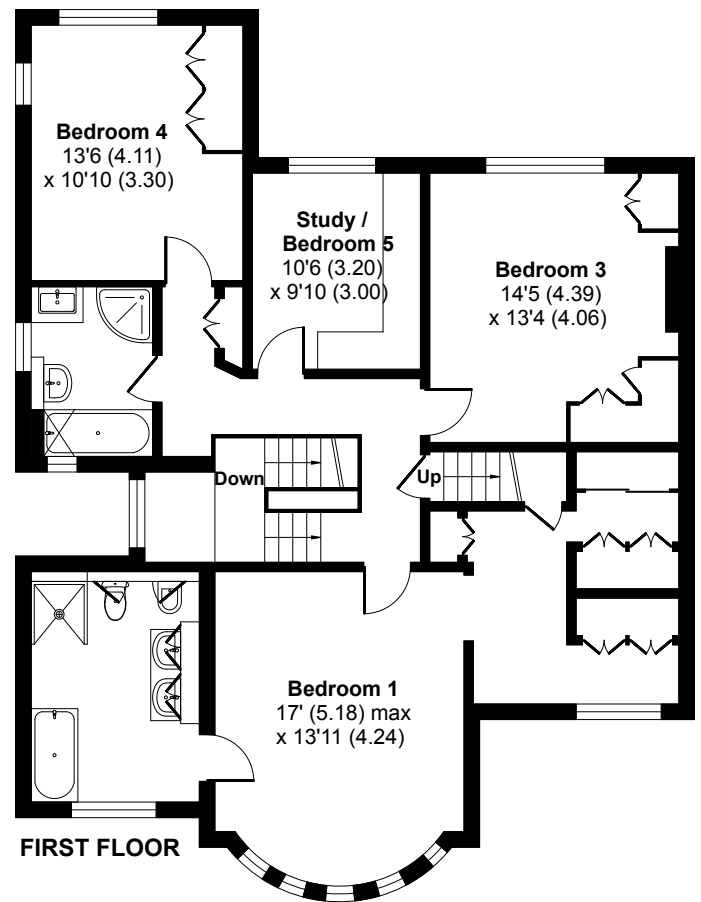 Bedroom 4
13'6 (4.11)
x 10'10 (3.30)
Study /
Bedroom 5
10'6 (3.20)
x 9'10 (3.00)
Bedroom 3
14'5 (4.39)
x 13'4 (4.06)
Down
Up
Bedroom 1
17' (5.18) max
x 13'11 (4.24)
FIRST FLOOR